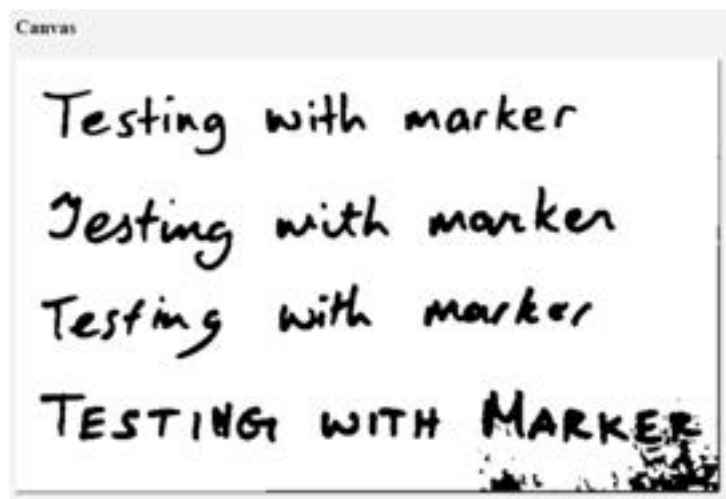 Canvas
Testing with marker
Testing with marker
Testing with marker
TESTING WITH MARKER